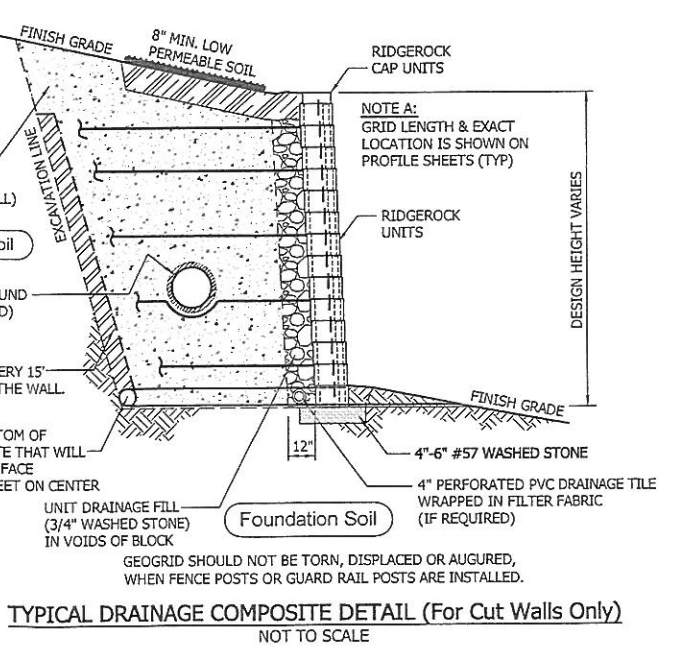 FINISH GRADE
8" MIN. LOW
PERMEABLE SOIL
RIDGEROCK
CAP UNITS
NOTE A:
GRID LENGTH & EXACT
LOCATION IS SHOWN ON
PROFILE SHEETS (TYP)
EXCAVATION LINE
LL)
oil
RIDGEROCK
UNITS
DESIGN HEIGHT VARIES
UND
D)
ERY 15'
THE WALL.
FINISH GRADE
TOM OF
TE THAT WILL
FACE
EET ON CENTER
12"
4"-6" #57 WASHED STONE
4" PERFORATED PVC DRAINAGE TILE
WRAPPED IN FILTER FABRIC
(IF REQUIRED)
UNIT DRAINAGE FILL
(3/4" WASHED STONE)
IN VOIDS OF BLOCK
Foundation Soil
GEOGRID SHOULD NOT BE TORN, DISPLACED OR AUGURED,
WHEN FENCE POSTS OR GUARD RAIL POSTS ARE INSTALLED.
TYPICAL DRAINAGE COMPOSITE DETAIL (For Cut Walls Only)
NOT TO SCALE